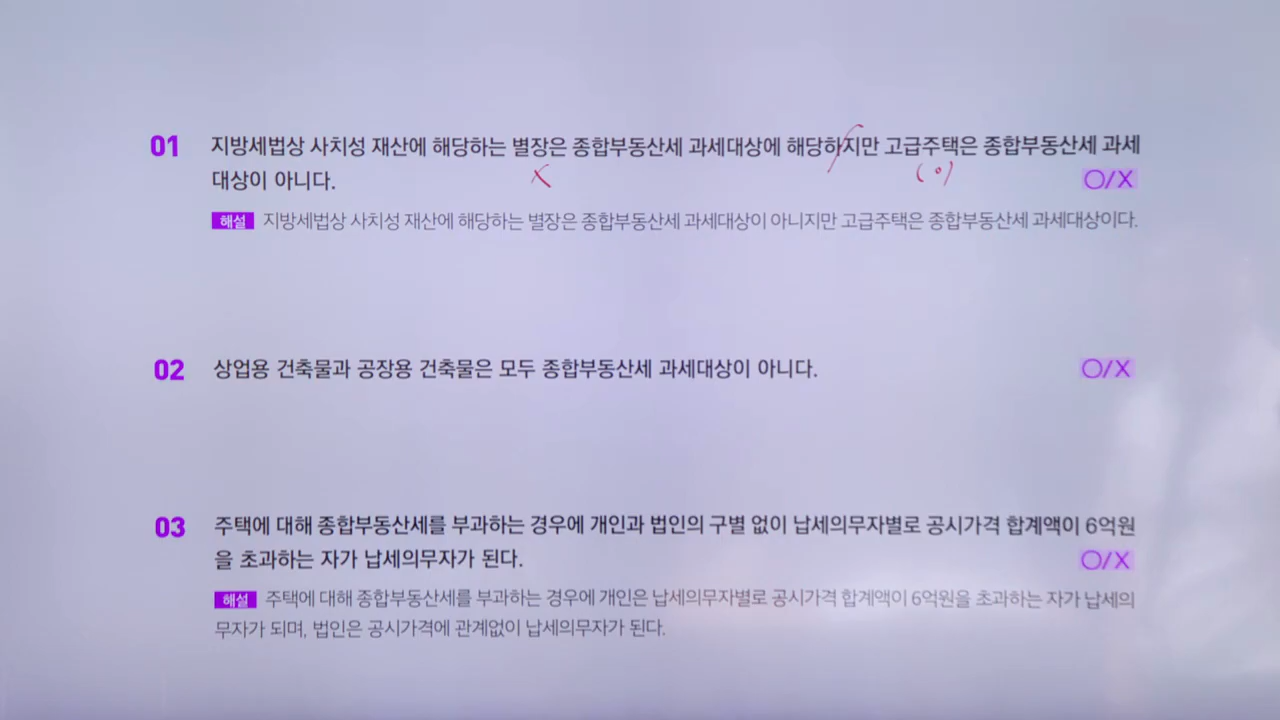 01 지방세법상 사치성 재산에 해당하는 별장은 종합부동산세 과세대상에 해당하지만 고급주택은 종합부동산세 과세
대상이 아니다. O/X
X (o)
해설 지방세법상 사치성 재산에 해당하는 별장은 종합부동산세 과세대상이 아니지만 고급주택은 종합부동산세 과세대상이다.
02 상업용 건축물과 공장용 건축물은 모두 종합부동산세 과세대상이 아니다. O/X
03 주택에 대해 종합부동산세를 부과하는 경우에 개인과 법인의 구별 없이 납세의무자별로 공시가격 합계액이 6억원
을 초과하는 자가 납세의무자가 된다. O/X
해설 주택에 대해 종합부동산세를 부과하는 경우에 개인은 납세의무자별로 공시가격 합계액이 6억원을 초과하는 자가 납세의
무자가 되며, 법인은 공시가격에 관계없이 납세의무자가 된다.